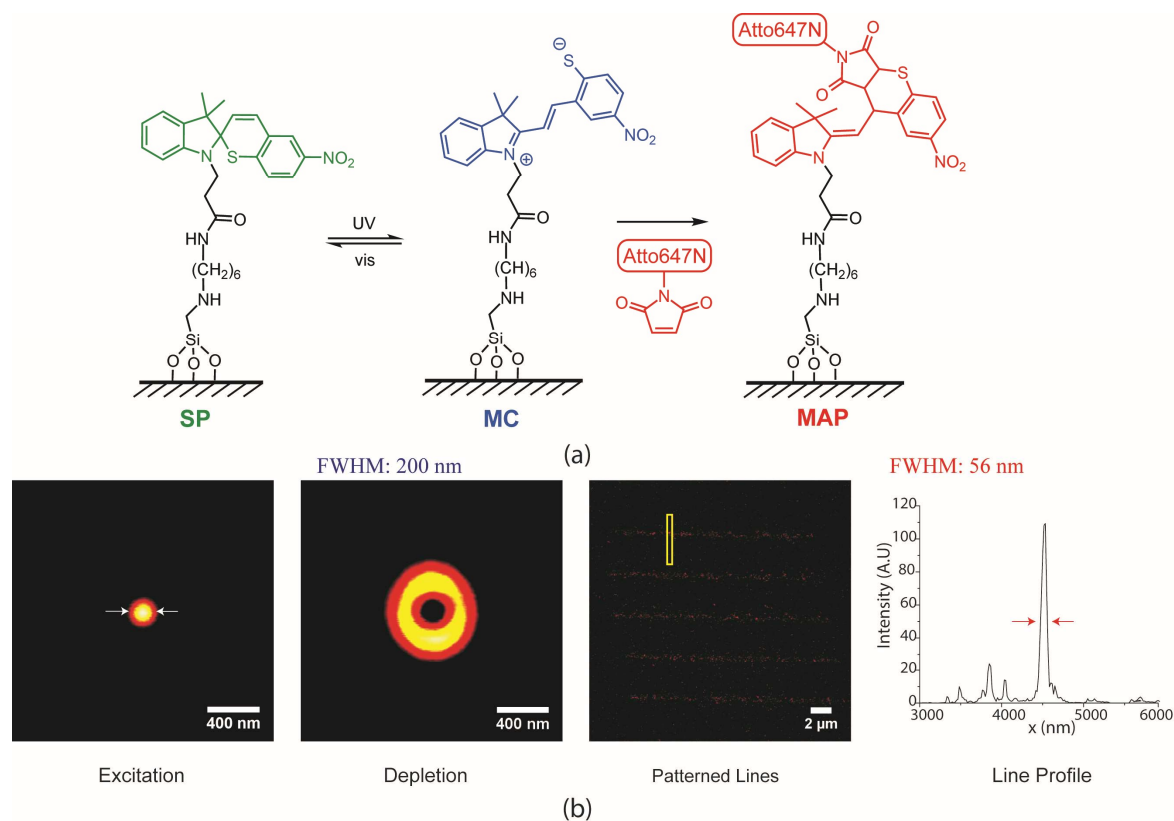 Atto647N
O
N
O
S
NO₂
N
⊖
S
N
⊕
NO₂
N
S
NO₂
O
HN
(CH₂)₆
NH
Si
O
O
O
SP
UV
vis
O
HN
(CH)₆
NH
Si
O
O
O
MC
Atto647N
N
O
O
O
HN
(CH₂)₆
NH
Si
O
O
O
MAP
(a)
FWHM: 200 nm
FWHM: 56 nm
400 nm
Excitation
400 nm
Depletion
2 µm
Patterned Lines
Intensity (A.U)
120
100
80
60
40
20
0
3000 4000 5000 6000
x (nm)
Line Profile
(b)